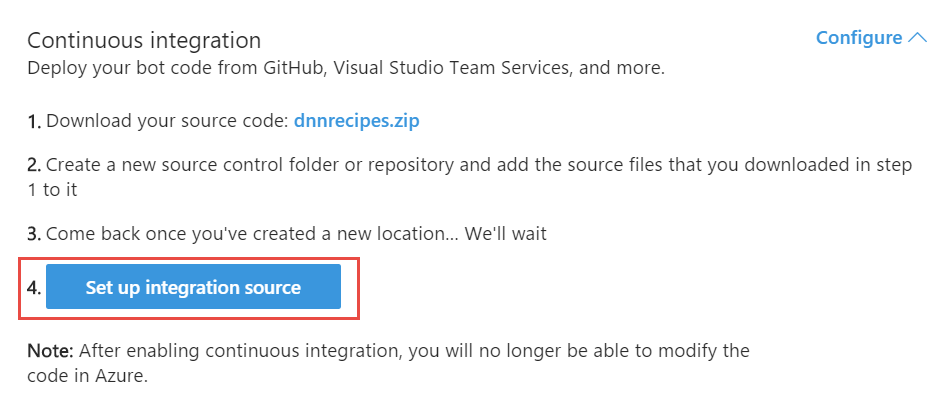 Continuous integration
Configure
Deploy your bot code from GitHub, Visual Studio Team Services, and more.
1. Download your source code: dnnrecipes.zip
2. Create a new source control folder or repository and add the source files that you downloaded in step
1 to it
3. Come back once you've created a new location... We'll wait
4. Set up integration source
Note: After enabling continuous integration, you will no longer be able to modify the
code in Azure.